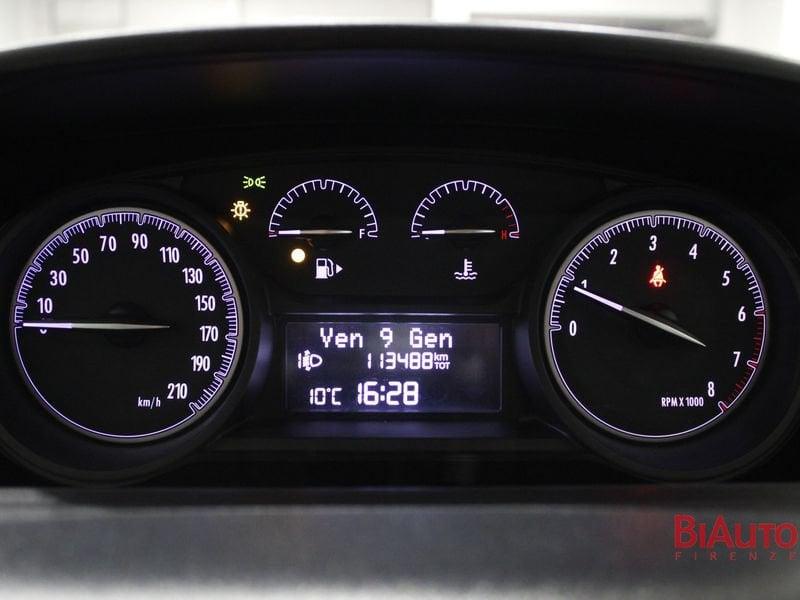 10 30 50 70 90 110 130 150 170 190 210
km/h
F
H
0 1 2 3 4 5 6 7 8
RPM X 1000
Ven 9 Gen
113488 km TOT
10°C 16:28
BIAUTO
FIRENZE